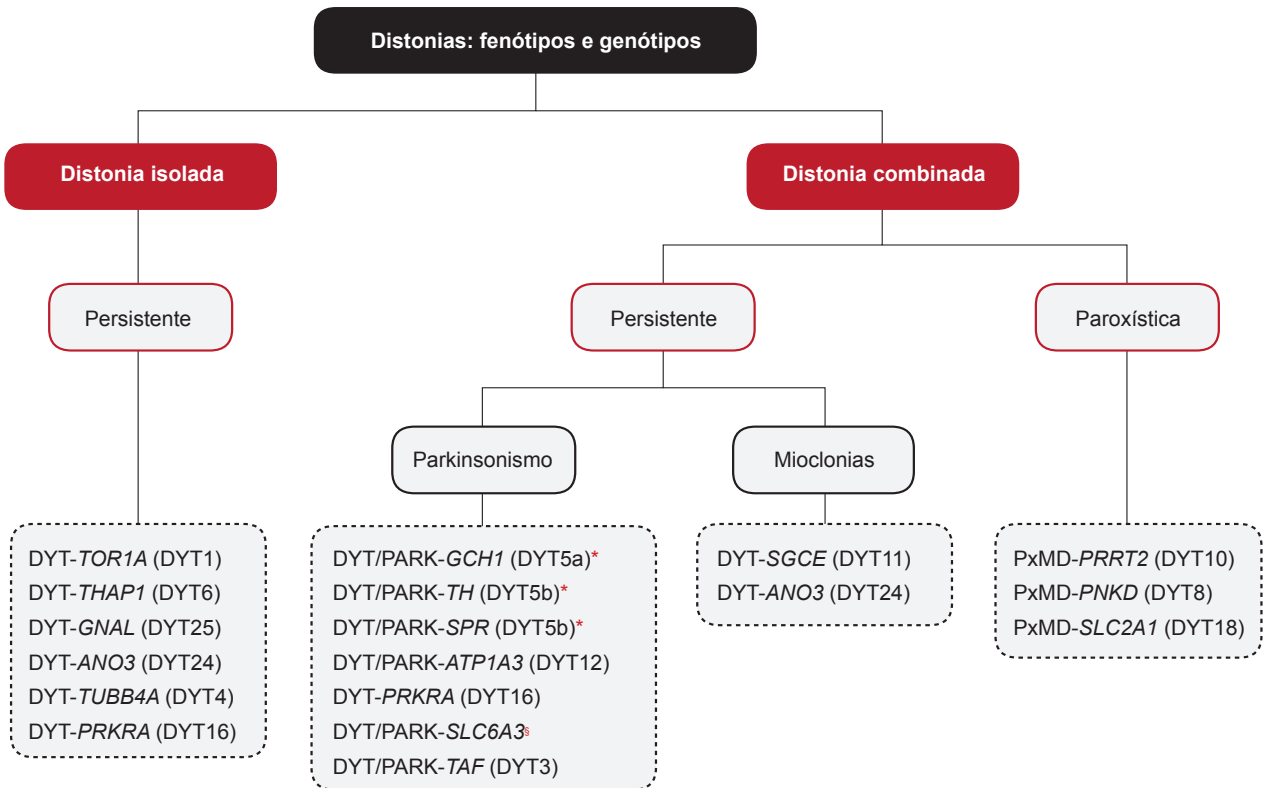 Distonias: fenótipos e genótipos
Distonia isolada
Distonia combinada
Persistente
Persistente
Paroxística
Parkinsonismo
Mioclonias
DYT-TOR1A (DYT1)
DYT-THAP1 (DYT6)
DYT-GNAL (DYT25)
DYT-ANO3 (DYT24)
DYT-TUBB4A (DYT4)
DYT-PRKRA (DYT16)
DYT/PARK-GCH1 (DYT5a)*
DYT/PARK-TH (DYT5b)*
DYT/PARK-SPR (DYT5b)*
DYT/PARK-ATP1A3 (DYT12)
DYT-PRKRA (DYT16)
DYT/PARK-SLC6A3§
DYT/PARK-TAF (DYT3)
DYT-SGCE (DYT11)
DYT-ANO3 (DYT24)
PxMD-PRRT2 (DYT10)
PxMD-PNKD (DYT8)
PxMD-SLC2A1 (DYT18)